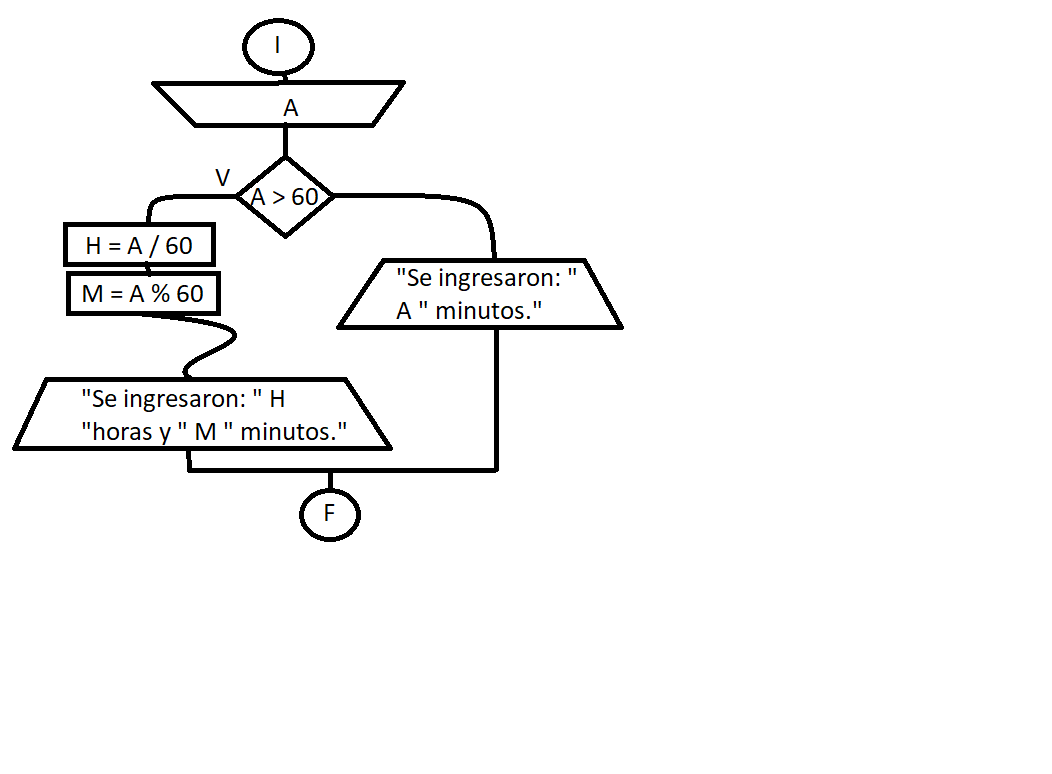 I
A
V
A > 60
H = A / 60
M = A % 60
"Se ingresaron: "
A " minutos."
"Se ingresaron: " H
"horas y " M " minutos."
F